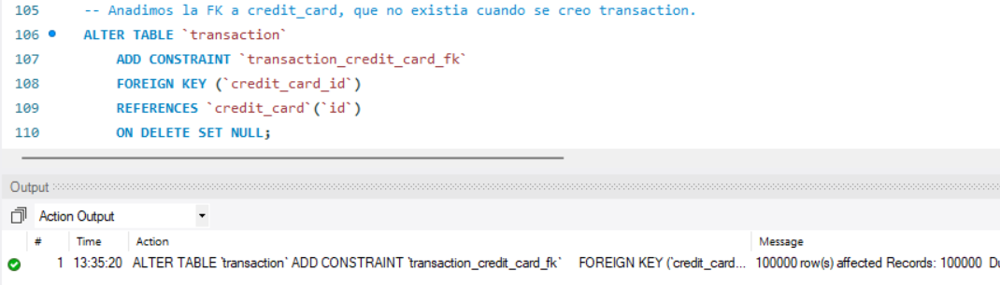 105 -- Anadimos la FK a credit_card, que no existia cuando se creo transaction.
106 ALTER TABLE `transaction`
107 ADD CONSTRAINT `transaction_credit_card_fk`
108 FOREIGN KEY (`credit_card_id`)
109 REFERENCES `credit_card`(`id`)
110 ON DELETE SET NULL;
Output
Action Output
# Time Action Message
1 13:35:20 ALTER TABLE `transaction` ADD CONSTRAINT `transaction_credit_card_fk` FOREIGN KEY (`credit_card... 100000 row(s) affected Records: 100000